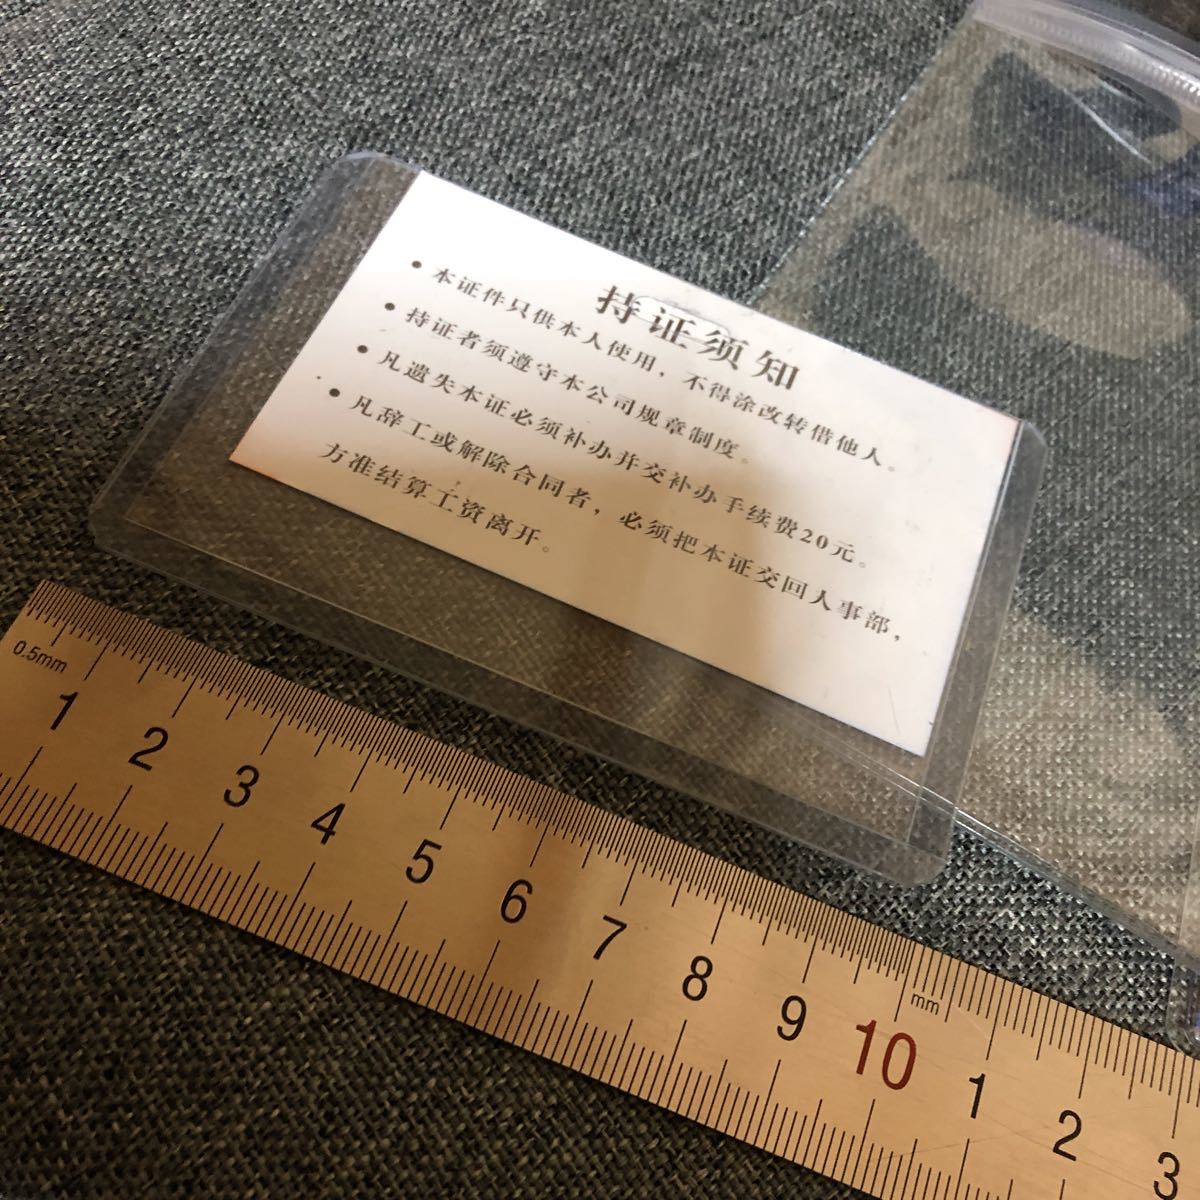 持证须知
• 本证件只供本人使用，不得涂改转借他人。
• 持证者须遵守本公司规章制度。
• 凡遗失本证必须补办并交补办手续费20元。
• 凡辞工或解除合同者，必须把本证交回人事部，
方准结算工资离开。
0.5mm
1 2 3 4 5 6 7 8 9 10 1 2 3
mm